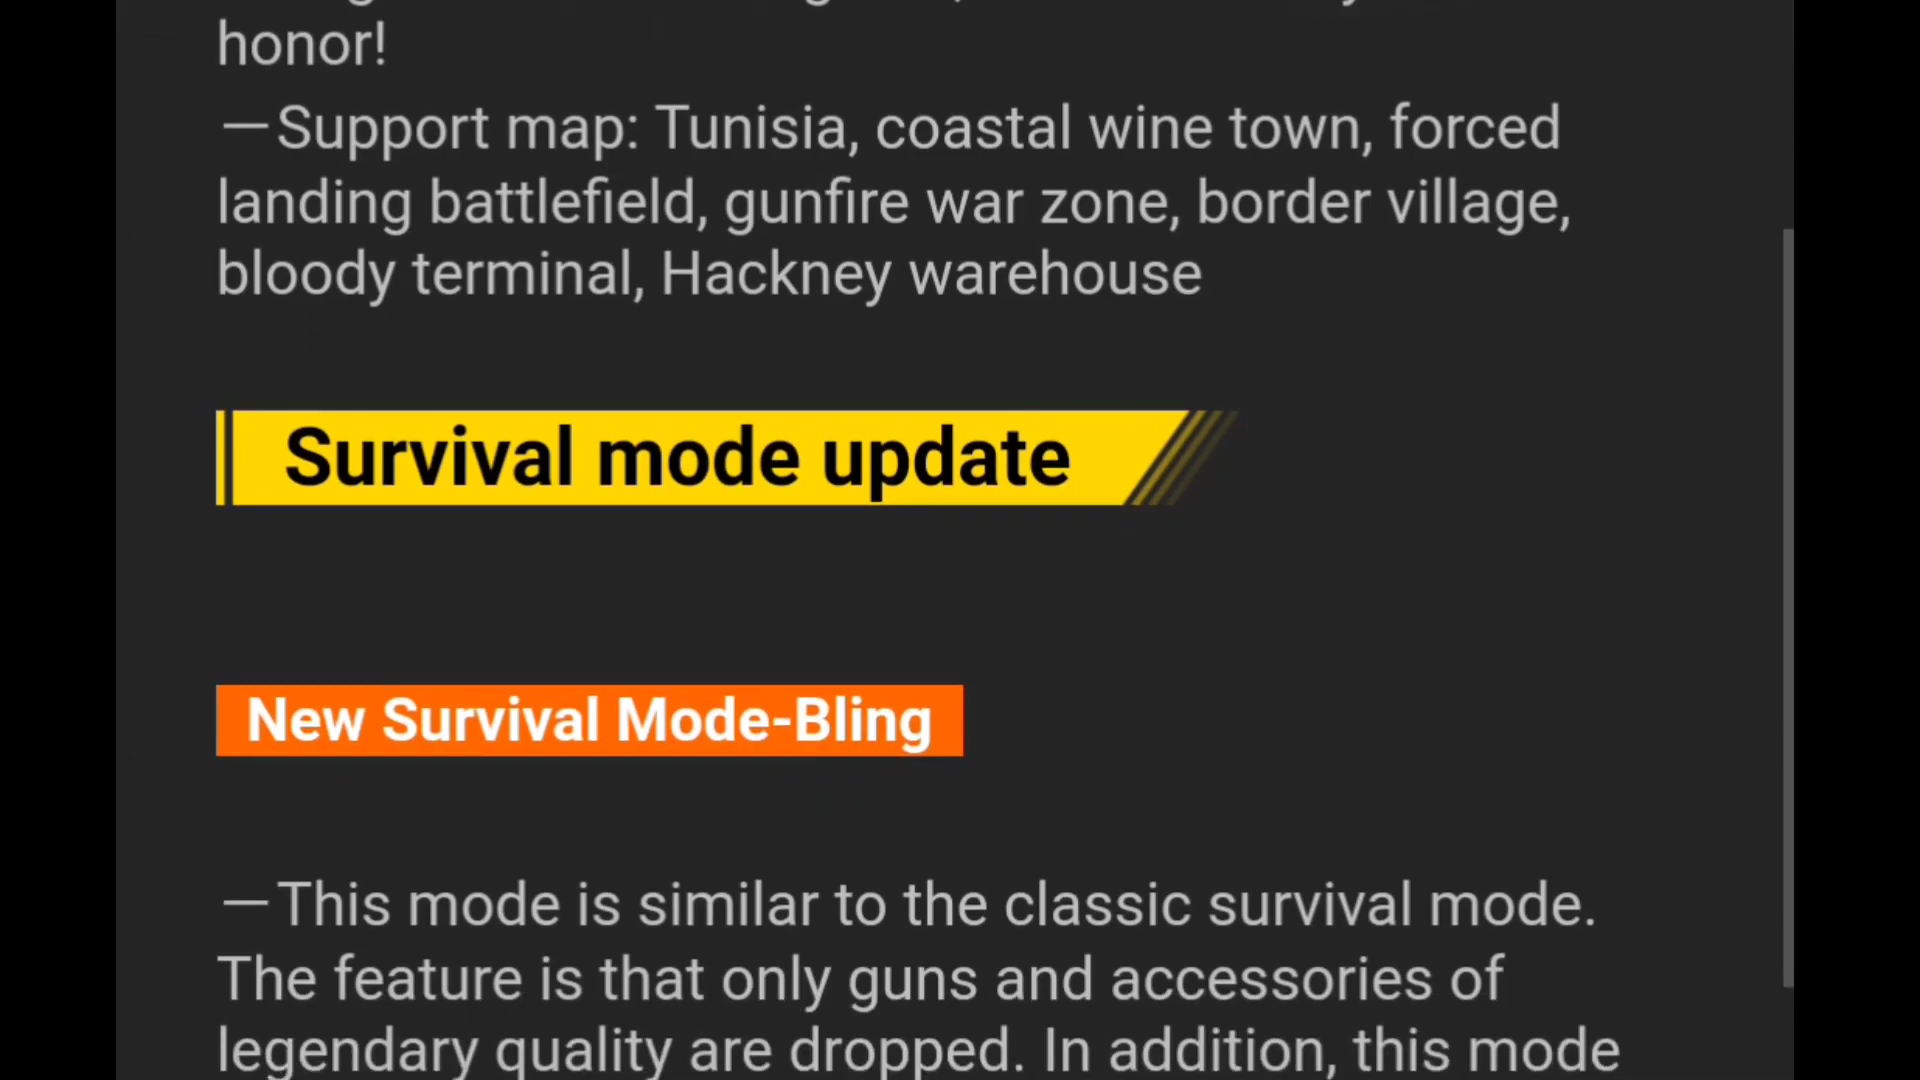 honor!
—Support map: Tunisia, coastal wine town, forced
landing battlefield, gunfire war zone, border village,
bloody terminal, Hackney warehouse
Survival mode update
New Survival Mode-Bling
—This mode is similar to the classic survival mode.
The feature is that only guns and accessories of
legendary quality are dropped. In addition, this mode